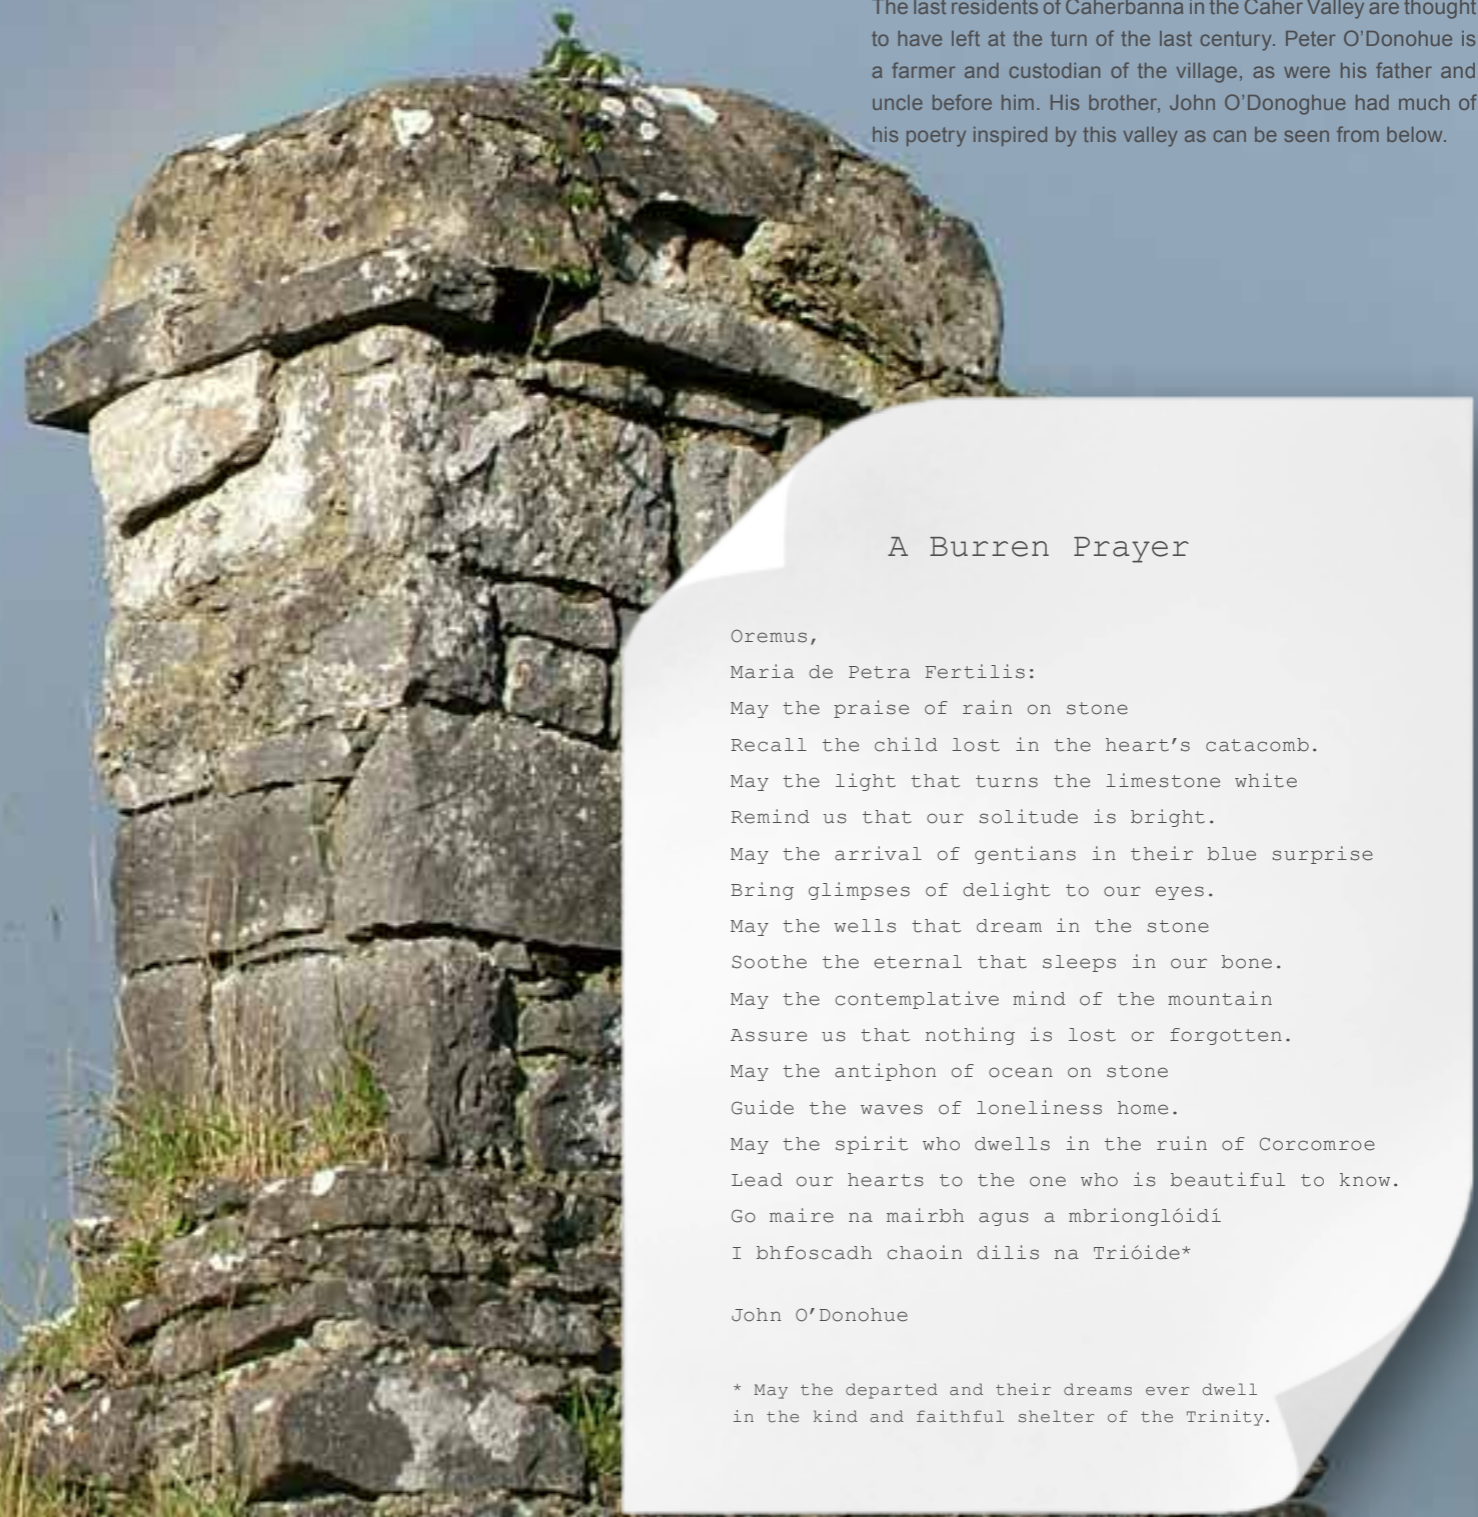 The last residents of Caherbanna in the Caher Valley are thought
to have left at the turn of the last century. Peter O'Donohue is
a farmer and custodian of the village, as were his father and
uncle before him. His brother, John O'Donoghue had much of
his poetry inspired by this valley as can be seen from below.
A Burren Prayer
Oremus,
Maria de Petra Fertilis:
May the praise of rain on stone
Recall the child lost in the heart's catacomb.
May the light that turns the limestone white
Remind us that our solitude is bright.
May the arrival of gentians in their blue surprise
Bring glimpses of delight to our eyes.
May the wells that dream in the stone
Soothe the eternal that sleeps in our bone.
May the contemplative mind of the mountain
Assure us that nothing is lost or forgotten.
May the antiphon of ocean on stone
Guide the waves of loneliness home.
May the spirit who dwells in the ruin of Corcomroe
Lead our hearts to the one who is beautiful to know.
Go maire na mairbh agus a mbrionglóidí
I bhfoscadh chaoin dilis na Trióide*
John O'Donohue
* May the departed and their dreams ever dwell
in the kind and faithful shelter of the Trinity.